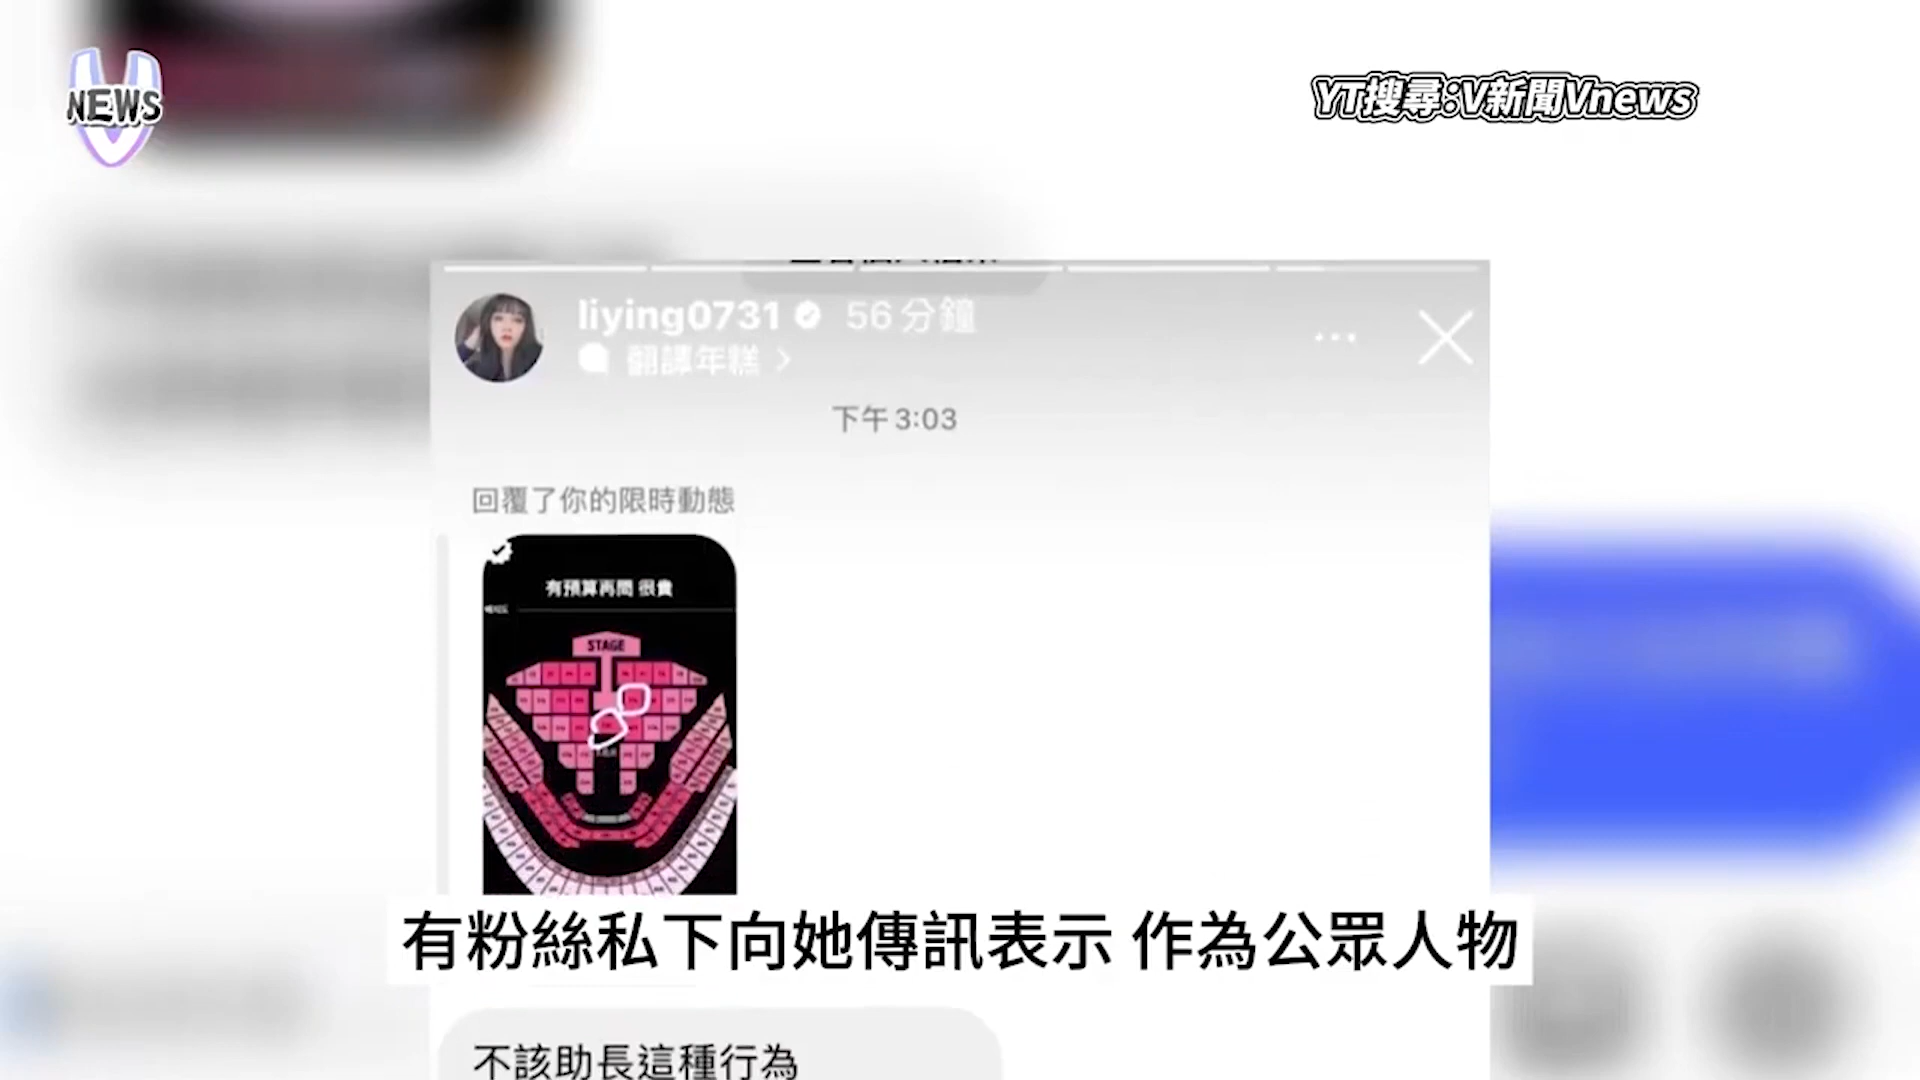 NEWS
YT搜尋:V新聞Vnews
liying0731 56分鐘
翻譯年糕 >
下午3:03
回覆了你的限時動態
有預算再問 很貴
STAGE
有粉絲私下向她傳訊表示 作為公眾人物
不該助長這種行為